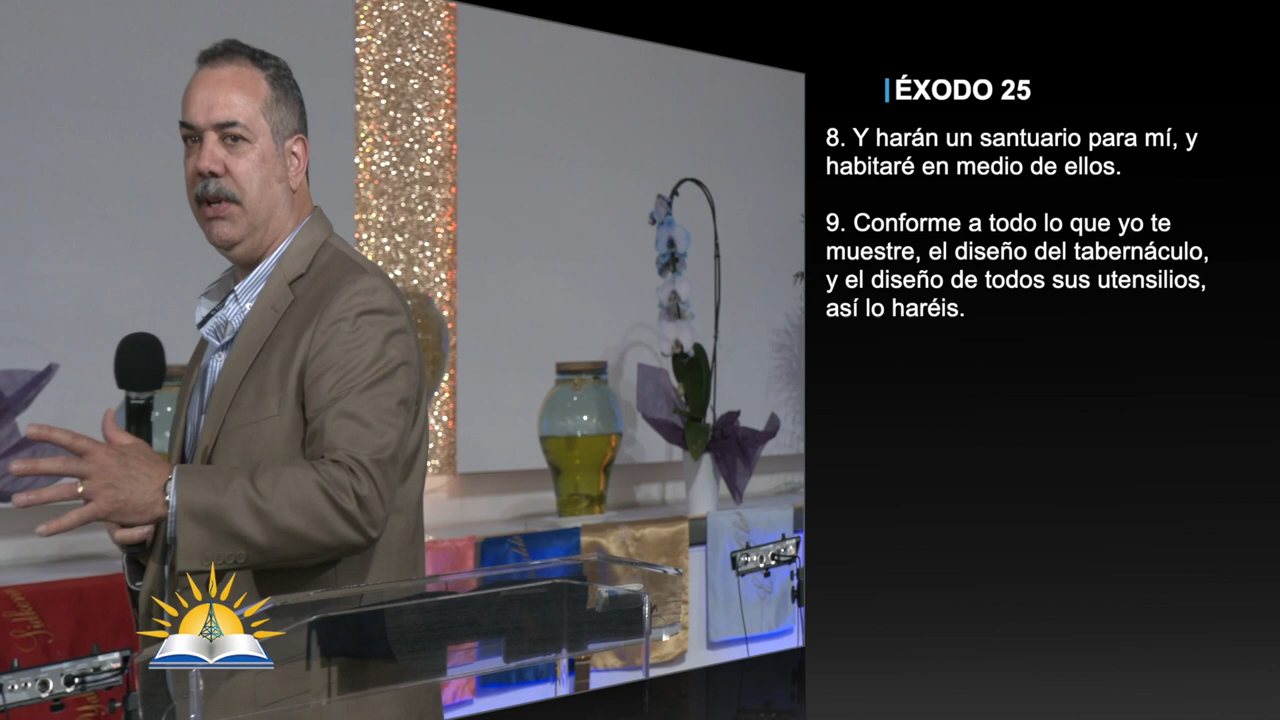 ÉXODO 25
8. Y harán un santuario para mí, y
habitaré en medio de ellos.
9. Conforme a todo lo que yo te
muestre, el diseño del tabernáculo,
y el diseño de todos sus utensilios,
así lo haréis.